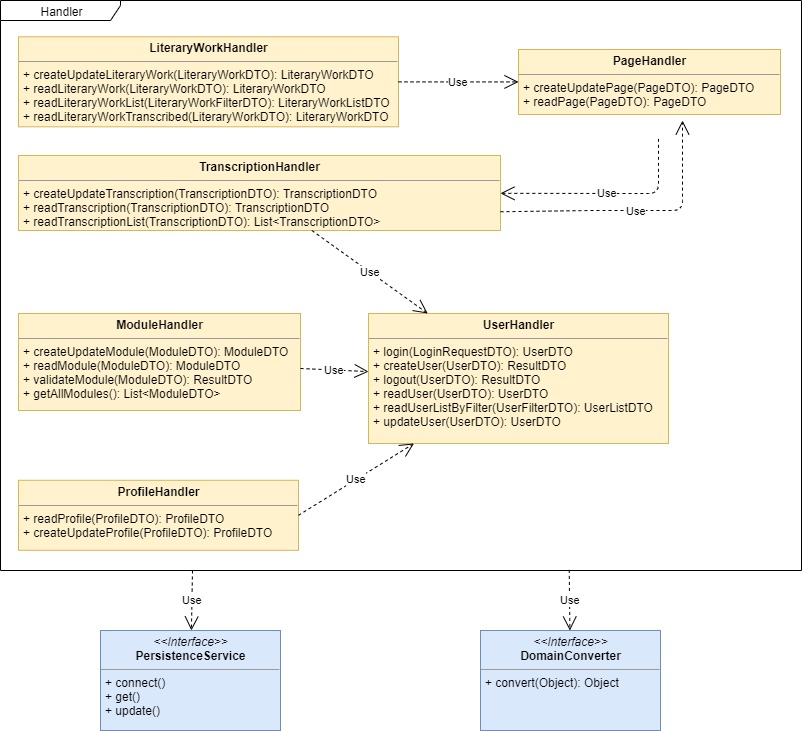 Handler
LiteraryWorkHandler
+ createUpdateLiteraryWork(LiteraryWorkDTO): LiteraryWorkDTO
+ readLiteraryWork(LiteraryWorkDTO): LiteraryWorkDTO
+ readLiteraryWorkList(LiteraryWorkFilterDTO): LiteraryWorkListDTO
+ readLiteraryWorkTranscribed(LiteraryWorkDTO): LiteraryWorkDTO
Use
PageHandler
+ createUpdatePage(PageDTO): PageDTO
+ readPage(PageDTO): PageDTO
TranscriptionHandler
+ createUpdateTranscription(TranscriptionDTO): TranscriptionDTO
+ readTranscription(TranscriptionDTO): TranscriptionDTO
+ readTranscriptionList(TranscriptionDTO): List<TranscriptionDTO>
Use
Use
Use
ModuleHandler
+ createUpdateModule(ModuleDTO): ModuleDTO
+ readModule(ModuleDTO): ModuleDTO
+ validateModule(ModuleDTO): ResultDTO
+ getAllModules(): List<ModuleDTO>
Use
UserHandler
+ login(LoginRequestDTO): UserDTO
+ createUser(UserDTO): ResultDTO
+ logout(UserDTO): ResultDTO
+ readUser(UserDTO): UserDTO
+ readUserListByFilter(UserFilterDTO): UserListDTO
+ updateUser(UserDTO): UserDTO
Use
ProfileHandler
+ readProfile(ProfileDTO): ProfileDTO
+ createUpdateProfile(ProfileDTO): ProfileDTO
Use
Use
<<Interface>>
PersistenceService
+ connect()
+ get()
+ update()
<<Interface>>
DomainConverter
+ convert(Object): Object